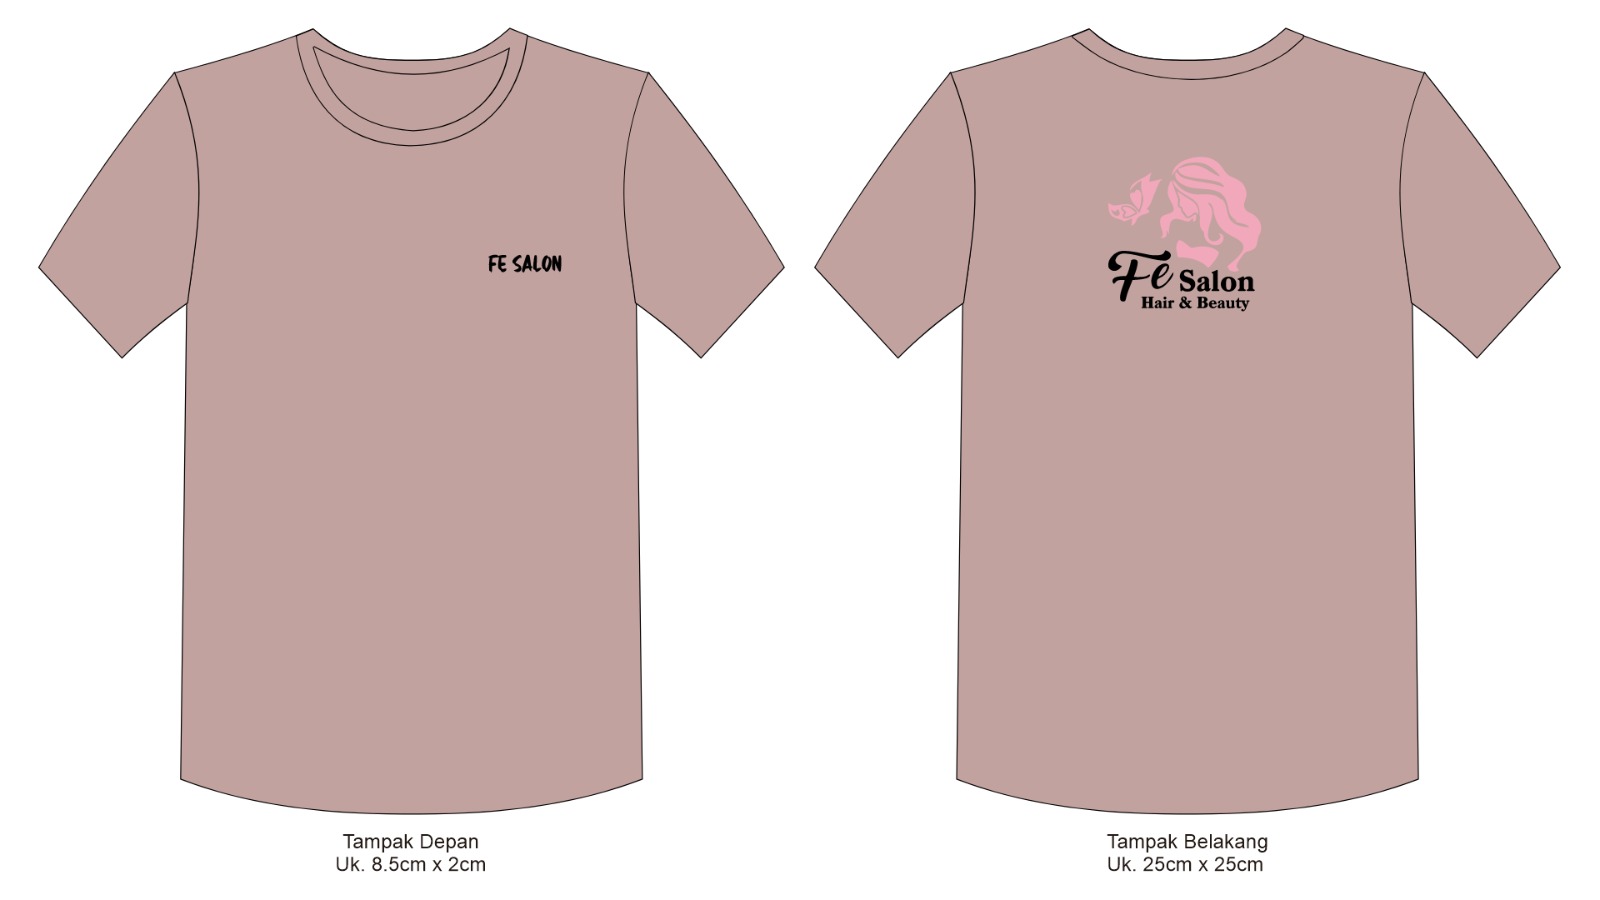 FE SALON
Fe Salon
Hair & Beauty
Tampak Depan
Uk. 8.5cm x 2cm
Tampak Belakang
Uk. 25cm x 25cm